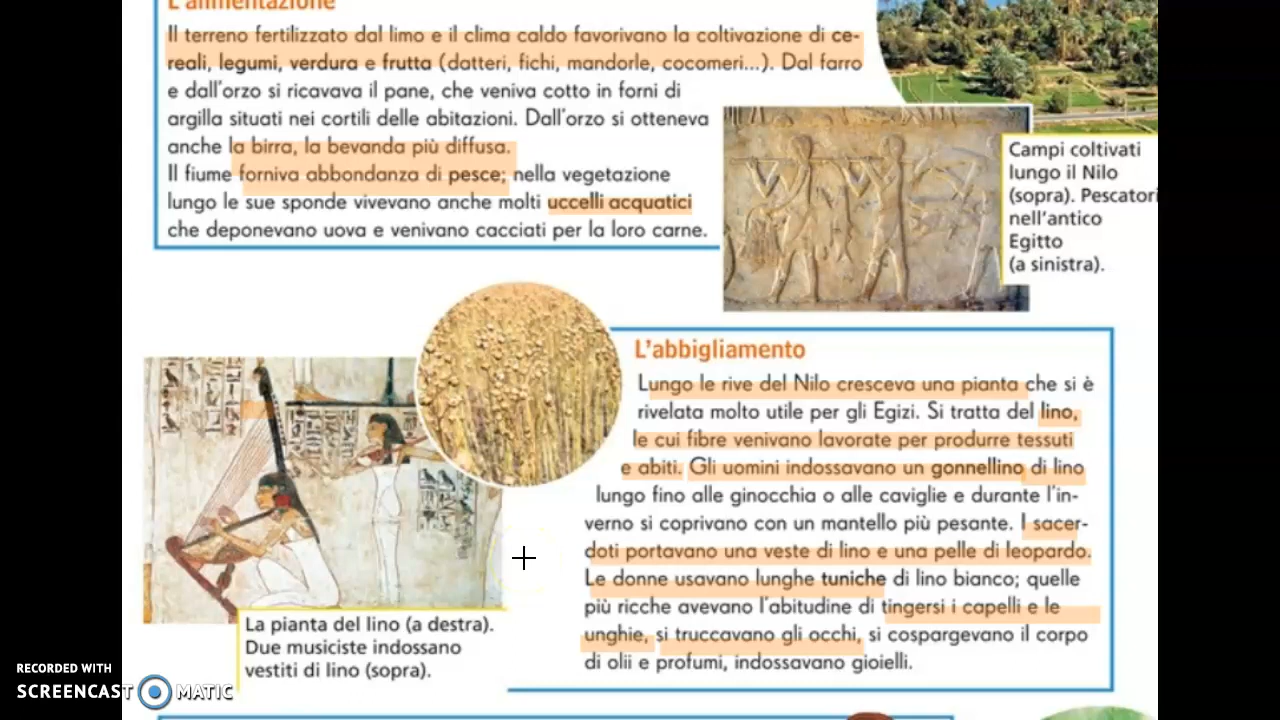 L'alimentazione
Il terreno fertilizzato dal limo e il clima caldo favorivano la coltivazione di ce-
reali, legumi, verdura e frutta (datteri, fichi, mandorle, cocomeri...). Dal farro
e dall'orzo si ricavava il pane, che veniva cotto in forni di
argilla situati nei cortili delle abitazioni. Dall'orzo si otteneva
anche la birra, la bevanda più diffusa.
Il fiume forniva abbondanza di pesce; nella vegetazione
lungo le sue sponde vivevano anche molti uccelli acquatici
che deponevano uova e venivano cacciati per la loro carne.
Campi coltivati
lungo il Nilo
(sopra). Pescatori
nell'antico
Egitto
(a sinistra).
L'abbigliamento
Lungo le rive del Nilo cresceva una pianta che si è
rivelata molto utile per gli Egizi. Si tratta del lino,
le cui fibre venivano lavorate per produrre tessuti
e abiti. Gli uomini indossavano un gonnellino di lino
lungo fino alle ginocchia o alle caviglie e durante l'in-
verno si coprivano con un mantello più pesante. I sacer-
doti portavano una veste di lino e una pelle di leopardo.
Le donne usavano lunghe tuniche di lino bianco; quelle
più ricche avevano l'abitudine di tingersi i capelli e le
unghie, si truccavano gli occhi, si cospargevano il corpo
di olii e profumi, indossavano gioielli.
La pianta del lino (a destra).
Due musiciste indossano
vestiti di lino (sopra).
RECORDED WITH
SCREENCAST MATIC